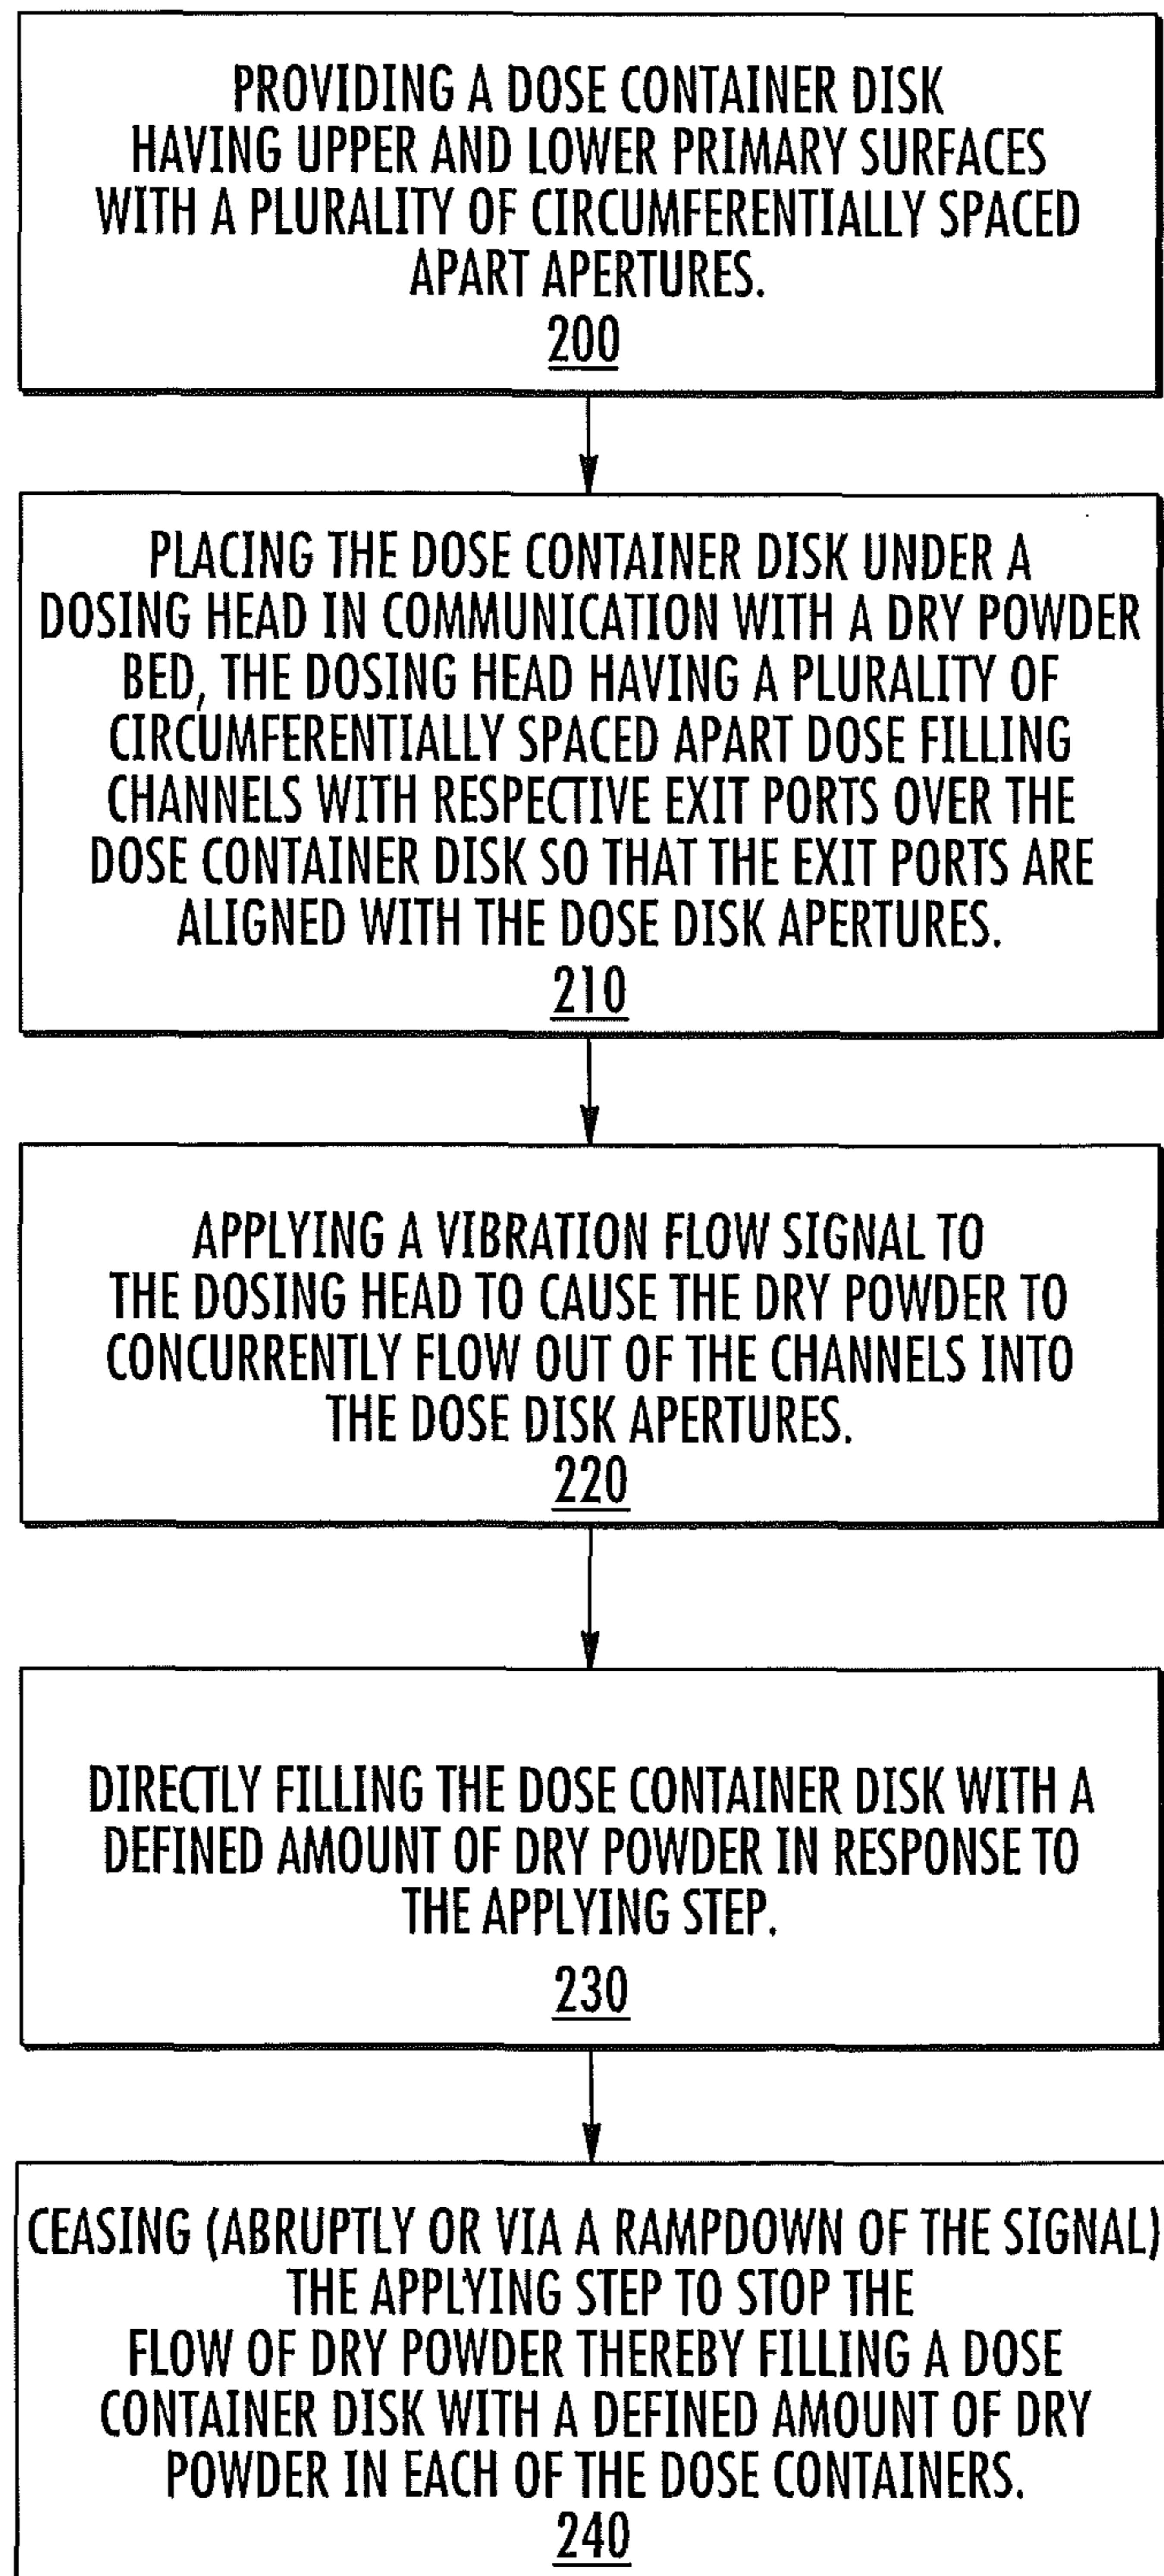 PROVIDING A DOSE CONTAINER DISK
HAVING UPPER AND LOWER PRIMARY SURFACES
WITH A PLURALITY OF CIRCUMFERENTIALLY SPACED
APART APERTURES.
200
PLACING THE DOSE CONTAINER DISK UNDER A
DOSING HEAD IN COMMUNICATION WITH A DRY POWDER
BED, THE DOSING HEAD HAVING A PLURALITY OF
CIRCUMFERENTIALLY SPACED APART DOSE FILLING
CHANNELS WITH RESPECTIVE EXIT PORTS OVER THE
DOSE CONTAINER DISK SO THAT THE EXIT PORTS ARE
ALIGNED WITH THE DOSE DISK APERTURES.
210
APPLYING A VIBRATION FLOW SIGNAL TO
THE DOSING HEAD TO CAUSE THE DRY POWDER TO
CONCURRENTLY FLOW OUT OF THE CHANNELS INTO
THE DOSE DISK APERTURES.
220
DIRECTLY FILLING THE DOSE CONTAINER DISK WITH A
DEFINED AMOUNT OF DRY POWDER IN RESPONSE TO
THE APPLYING STEP.
230
CEASING (ABRUPTLY OR VIA A RAMPDOWN OF THE SIGNAL)
THE APPLYING STEP TO STOP THE
FLOW OF DRY POWDER THEREBY FILLING A DOSE
CONTAINER DISK WITH A DEFINED AMOUNT OF DRY
POWDER IN EACH OF THE DOSE CONTAINERS.
240